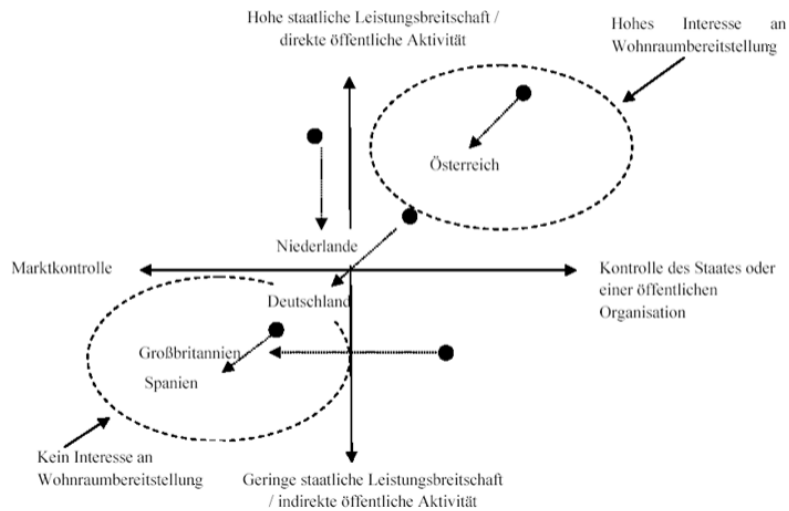 Hohe staatliche Leistungsbreitschaft /
direkte öffentliche Aktivität
Hohes Interesse an
Wohnraumbereitstellung
Österreich
Niederlande
Marktkontrolle
Kontrolle des Staates oder
einer öffentlichen
Organisation
Deutschland
Großbritannien
Spanien
Kein Interesse an
Wohnraumbereitstellung
Geringe staatliche Leistungsbreitschaft
/ indirekte öffentliche Aktivität